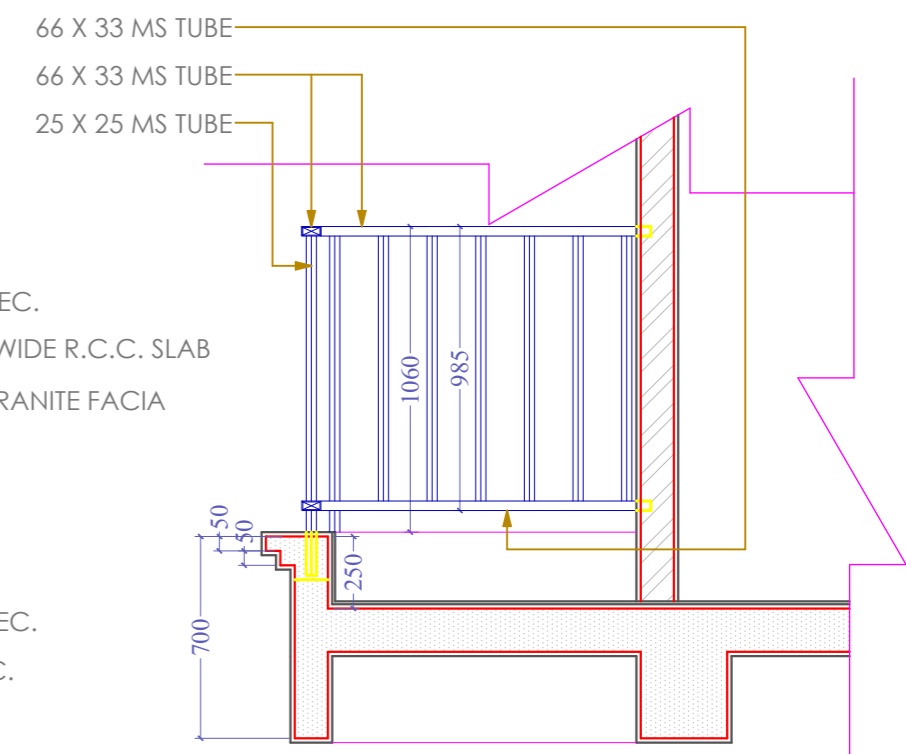 66 X 33 MS TUBE
66 X 33 MS TUBE
25 X 25 MS TUBE
EC.
WIDE R.C.C. SLAB
RANITE FACIA
1060
985
50
50
250
700
EC.
C.